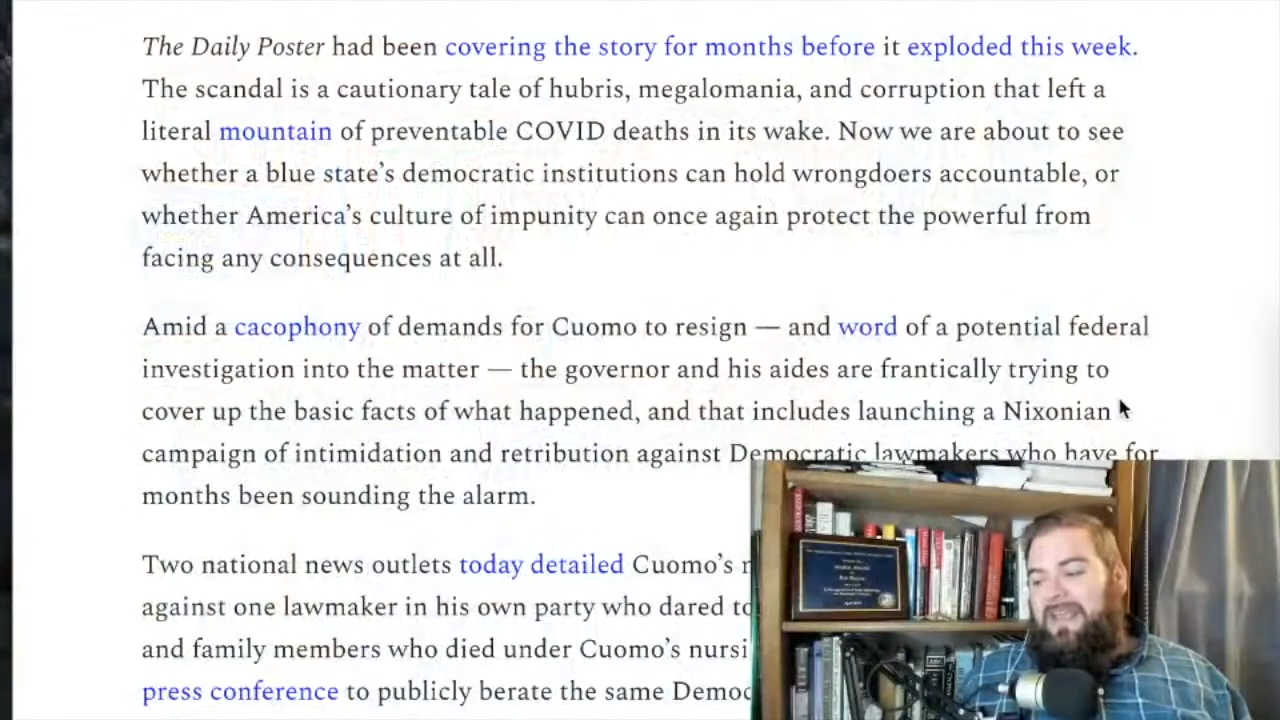 The Daily Poster had been covering the story for months before it exploded this week.
The scandal is a cautionary tale of hubris, megalomania, and corruption that left a
literal mountain of preventable COVID deaths in its wake. Now we are about to see
whether a blue state’s democratic institutions can hold wrongdoers accountable, or
whether America’s culture of impunity can once again protect the powerful from
facing any consequences at all.
Amid a cacophony of demands for Cuomo to resign — and word of a potential federal
investigation into the matter — the governor and his aides are frantically trying to
cover up the basic facts of what happened, and that includes launching a Nixonian
campaign of intimidation and retribution against Democratic lawmakers who have for
months been sounding the alarm.
Two national news outlets today detailed Cuomo’s
against one lawmaker in his own party who dared to
and family members who died under Cuomo’s nursi
press conference to publicly berate the same Democ